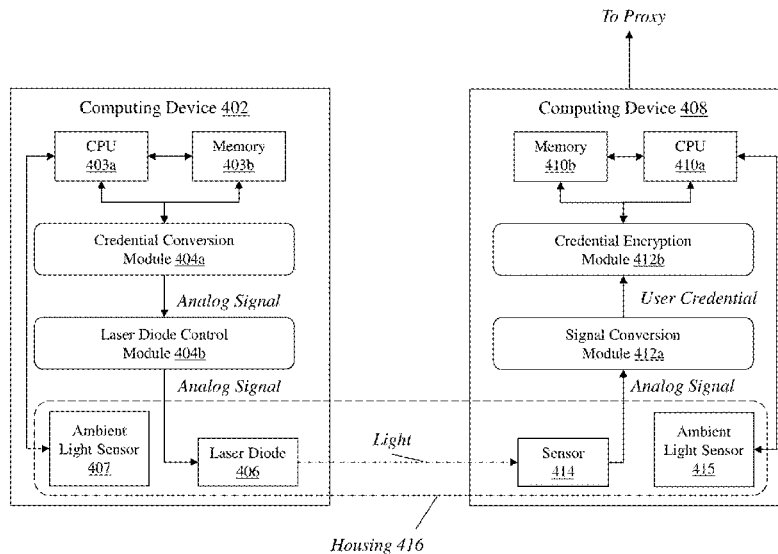 To Proxy
Computing Device 402
CPU
403a
Memory
403b
Credential Conversion
Module 404a
Analog Signal
Laser Diode Control
Module 404b
Analog Signal
Ambient
Light Sensor
407
Laser Diode
406
Light
Computing Device 408
Memory
410b
CPU
410a
Credential Encryption
Module 412b
User Credential
Signal Conversion
Module 412a
Analog Signal
Sensor
414
Ambient
Light Sensor
415
Housing 416